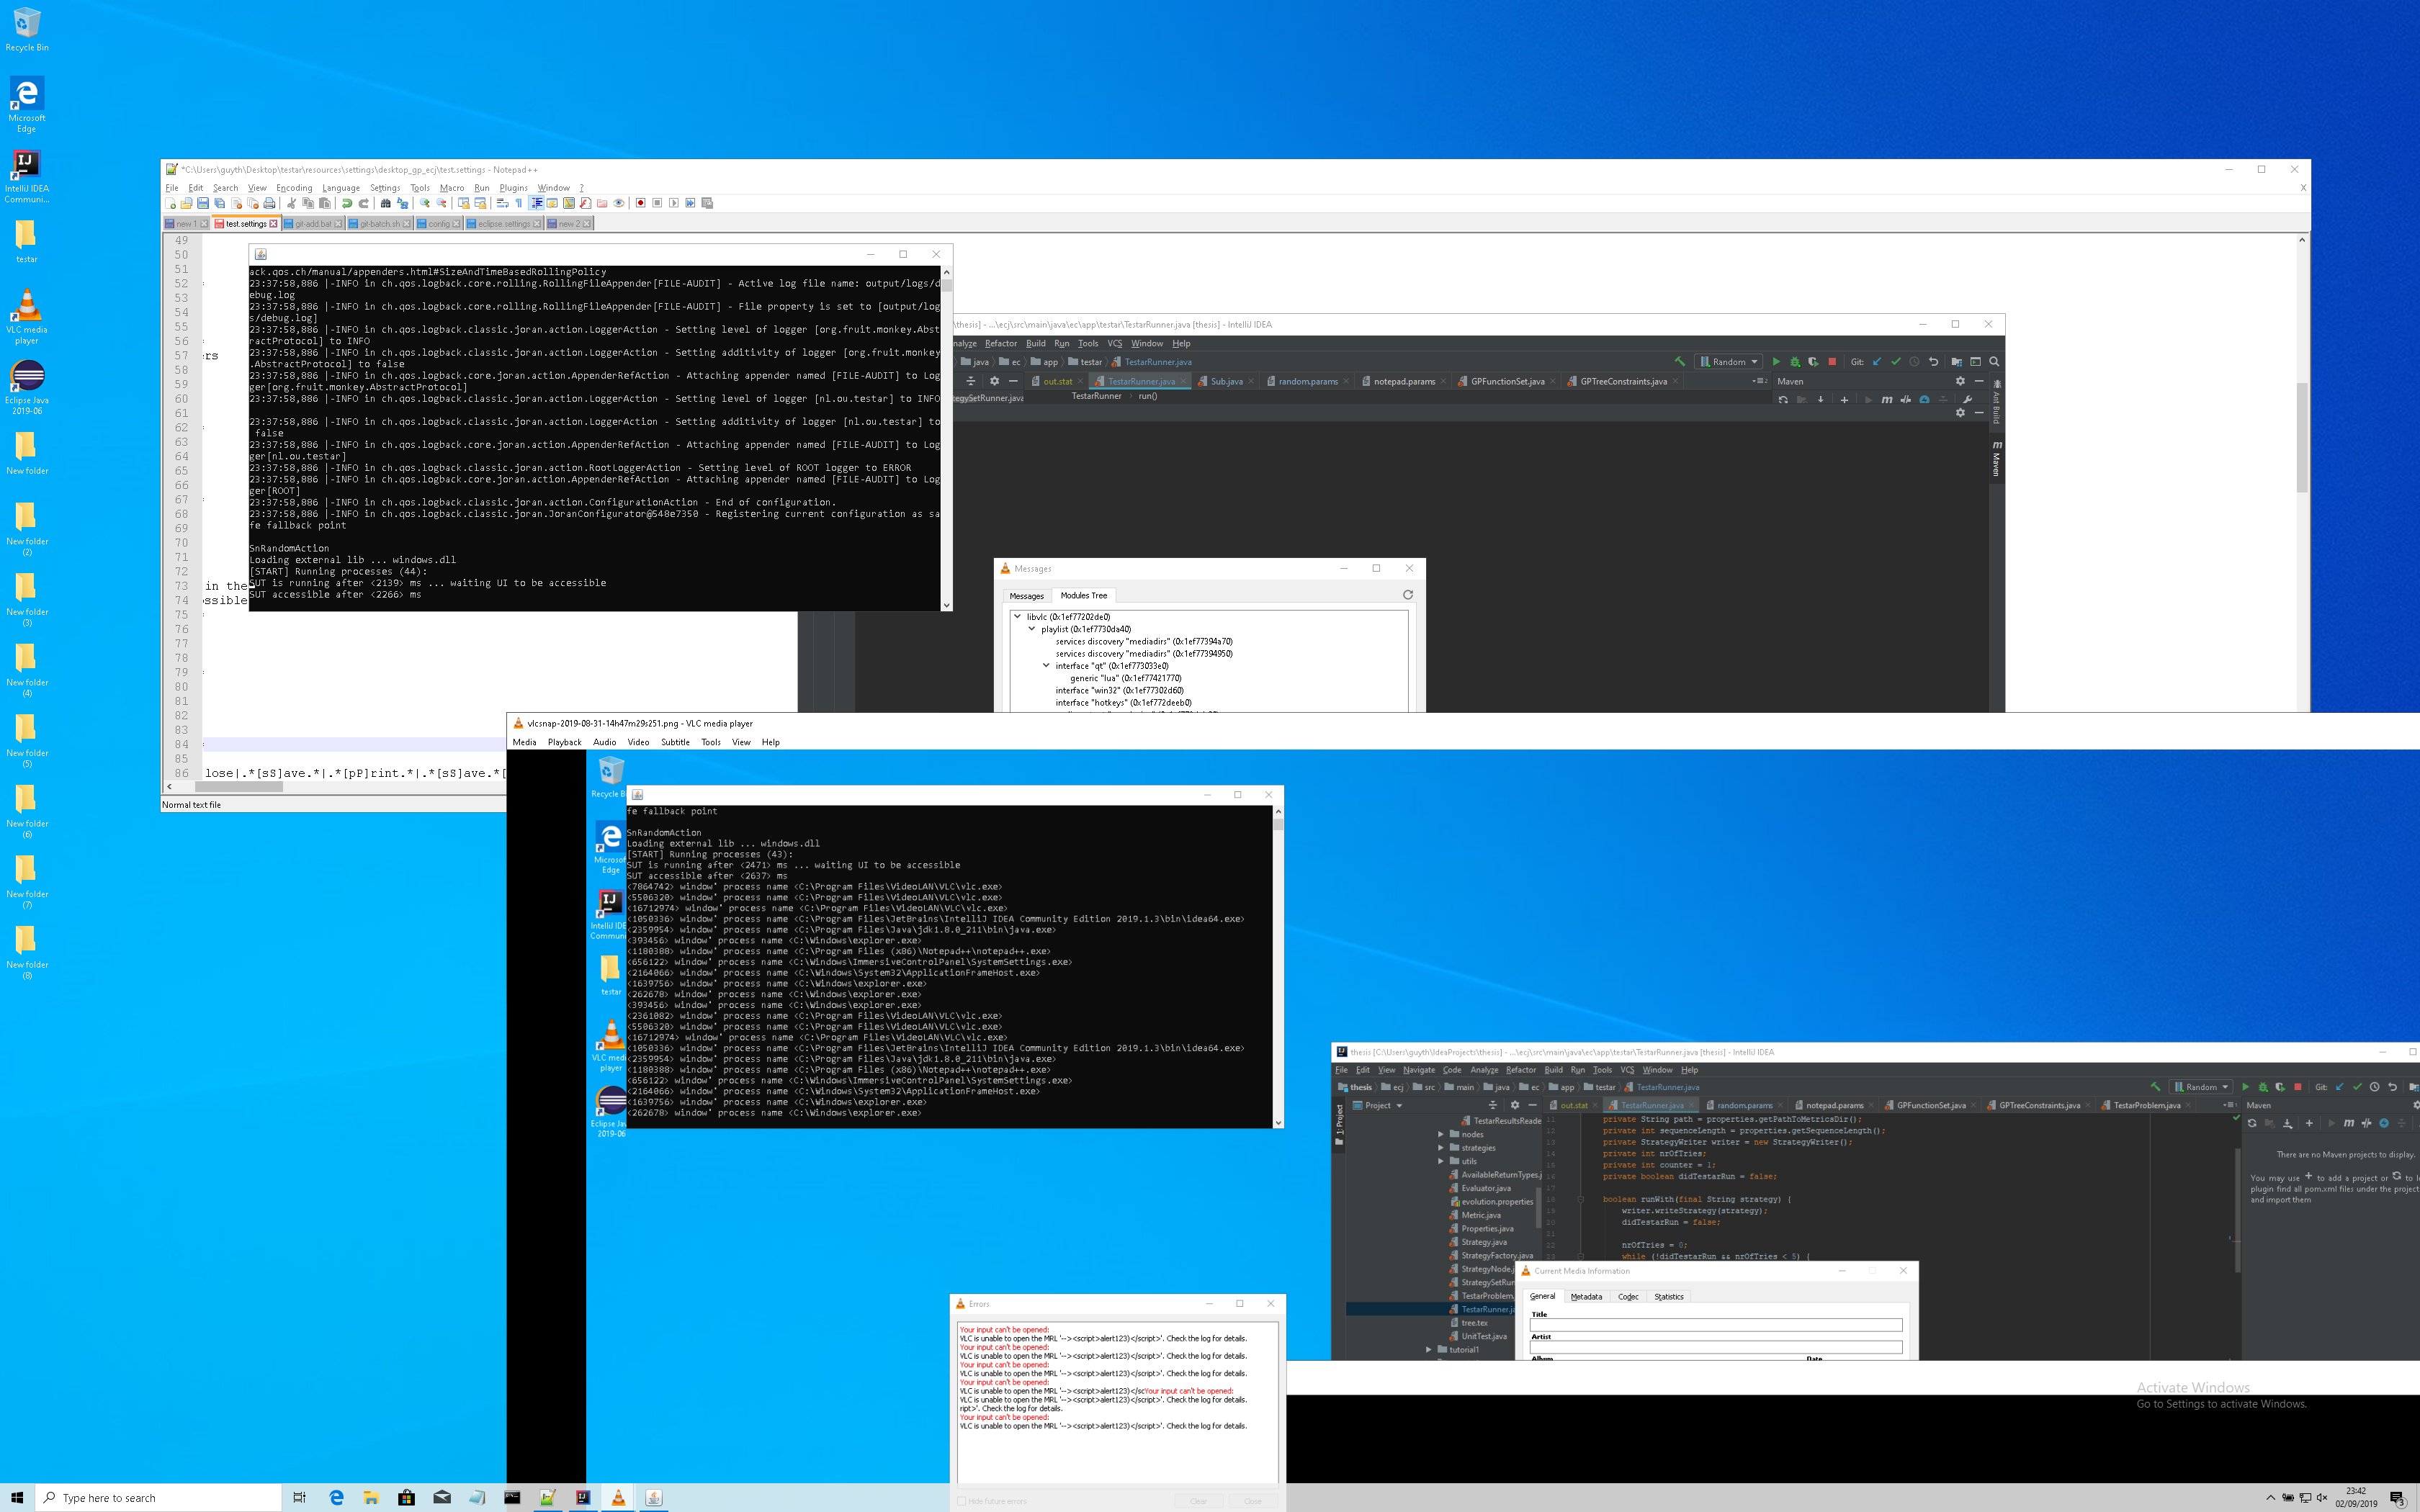 Recycle Bin
Microsoft
Edge
IntelliJ IDEA
Communi...
testar
VLC media
player
Eclipse Java
2019-06
New folder
New folder
(2)
New folder
(3)
New folder
(4)
New folder
(5)
New folder
(6)
New folder
(7)
New folder
(8)
*C:\Users\guyth\Desktop\testar\resources\settings\desktop_gp_ecj\test.settings - Notepad++
File Edit Search View Encoding Language Settings Tools Macro Run Plugins Window ?
new 1 test.settings git-add.bat git-batch.sh config eclipse.settings new 2
49
50
51
52
53
54
55
56
57 ers
58
59
60
61
62
63
64
65
66
67
68
69
70
71
72
73 in the
74 ossible
75
76
77
78
79
80
81
82
83
84
85
86 lose|.*[sS]ave.*|.*[pP]rint.*|.*[sS]ave.*[
Normal text file
ack.qos.ch/manual/appenders.html#SizeAndTimeBasedRollingPolicy
23:37:58,886 |-INFO in ch.qos.logback.core.rolling.RollingFileAppender[FILE-AUDIT] - Active log file name: output/logs/d
ebug.log
23:37:58,886 |-INFO in ch.qos.logback.core.rolling.RollingFileAppender[FILE-AUDIT] - File property is set to [output/log
s/debug.log]
23:37:58,886 |-INFO in ch.qos.logback.classic.joran.action.LoggerAction - Setting level of logger [org.fruit.monkey.Abst
ractProtocol] to INFO
23:37:58,886 |-INFO in ch.qos.logback.classic.joran.action.LoggerAction - Setting additivity of logger [org.fruit.monkey
.AbstractProtocol] to false
23:37:58,886 |-INFO in ch.qos.logback.core.joran.action.AppenderRefAction - Attaching appender named [FILE-AUDIT] to Log
ger[org.fruit.monkey.AbstractProtocol]
23:37:58,886 |-INFO in ch.qos.logback.classic.joran.action.LoggerAction - Setting level of logger [nl.ou.testar] to INFO
23:37:58,886 |-INFO in ch.qos.logback.classic.joran.action.LoggerAction - Setting additivity of logger [nl.ou.testar] to
false
23:37:58,886 |-INFO in ch.qos.logback.core.joran.action.AppenderRefAction - Attaching appender named [FILE-AUDIT] to Log
ger[nl.ou.testar]
23:37:58,886 |-INFO in ch.qos.logback.classic.joran.action.RootLoggerAction - Setting level of ROOT logger to ERROR
23:37:58,886 |-INFO in ch.qos.logback.core.joran.action.AppenderRefAction - Attaching appender named [FILE-AUDIT] to Log
ger[ROOT]
23:37:58,886 |-INFO in ch.qos.logback.classic.joran.action.ConfigurationAction - End of configuration.
23:37:58,886 |-INFO in ch.qos.logback.classic.joran.JoranConfigurator@548e7350 - Registering current configuration as sa
fe fallback point
SnRandomAction
Loading external lib ... windows.dll
[START] Running processes (44):
SUT is running after <2139> ms ... waiting UI to be accessible
SUT accessible after <2266> ms
\thesis] - ...\ecj\src\main\java\ec\app\testar\TestarRunner.java [thesis] - IntelliJ IDEA
nalyze Refactor Build Run Tools VCS Window Help
java ec app testar TestarRunner.java
Random Git:
out.stat TestarRunner.java Sub.java random.params notepad.params GPFunctionSet.java GPTreeConstraints.java Maven
tegySetRunner.java TestarRunner run()
Ant Build
Maven
Messages
Messages Modules Tree
libvlc (0x1ef77202de0)
playlist (0x1ef7730da40)
services discovery "mediadirs" (0x1ef77394a70)
services discovery "mediadirs" (0x1ef77394950)
interface "qt" (0x1ef773033e0)
generic "lua" (0x1ef77421770)
interface "win32" (0x1ef77302d60)
interface "hotkeys" (0x1ef772deeb0)
vlcsnap-2019-08-31-14h47m29s251.png - VLC media player
Media Playback Audio Video Subtitle Tools View Help
Recycle B
Microsof
Edge
IntelliJ IDE
Communi
testar
VLC medi
player
Eclipse Jav
2019-06
fe fallback point
SnRandomAction
Loading external lib ... windows.dll
[START] Running processes (43):
SUT is running after <2471> ms ... waiting UI to be accessible
SUT accessible after <2637> ms
<7864742> window' process name <C:\Program Files\VideoLAN\VLC\vlc.exe>
<5506320> window' process name <C:\Program Files\VideoLAN\VLC\vlc.exe>
<16712974> window' process name <C:\Program Files\VideoLAN\VLC\vlc.exe>
<1050336> window' process name <C:\Program Files\JetBrains\IntelliJ IDEA Community Edition 2019.1.3\bin\idea64.exe>
<2359954> window' process name <C:\Program Files\Java\jdk1.8.0_211\bin\java.exe>
<393456> window' process name <C:\Windows\explorer.exe>
<1180388> window' process name <C:\Program Files (x86)\Notepad++\notepad++.exe>
<656122> window' process name <C:\Windows\ImmersiveControlPanel\SystemSettings.exe>
<2164066> window' process name <C:\Windows\System32\ApplicationFrameHost.exe>
<1639756> window' process name <C:\Windows\explorer.exe>
<262678> window' process name <C:\Windows\explorer.exe>
<393456> window' process name <C:\Windows\explorer.exe>
<2361082> window' process name <C:\Program Files\VideoLAN\VLC\vlc.exe>
<5506320> window' process name <C:\Program Files\VideoLAN\VLC\vlc.exe>
<16712974> window' process name <C:\Program Files\VideoLAN\VLC\vlc.exe>
<1050336> window' process name <C:\Program Files\JetBrains\IntelliJ IDEA Community Edition 2019.1.3\bin\idea64.exe>
<2359954> window' process name <C:\Program Files\Java\jdk1.8.0_211\bin\java.exe>
<1180388> window' process name <C:\Program Files (x86)\Notepad++\notepad++.exe>
<656122> window' process name <C:\Windows\ImmersiveControlPanel\SystemSettings.exe>
<2164066> window' process name <C:\Windows\System32\ApplicationFrameHost.exe>
<1639756> window' process name <C:\Windows\explorer.exe>
<262678> window' process name <C:\Windows\explorer.exe>
thesis [C:\Users\guyth\IdeaProjects\thesis] - ...\ecj\src\main\java\ec\app\testar\TestarRunner.java [thesis] - IntelliJ IDEA
File Edit View Navigate Code Analyze Refactor Build Run Tools VCS Window Help
thesis ecj src main java ec app testar TestarRunner.java
Random Git:
Project out.stat TestarRunner.java random.params notepad.params GPFunctionSet.java GPTreeConstraints.java TestarProblem.java Maven
1: Project
TestarResultsReade
nodes
strategies
utils
AvailableReturnTypes.j
Evaluator.java
evolution.properties
Metric.java
Properties.java
Strategy.java
StrategyFactory.java
StrategyNode.j
StrategySetRun
TestarProblem.
TestarRunner.ja
tree.tex
UnitTest.java
tutorial1
11 private String path = properties.getPathToMetricsDir();
12 private int sequenceLength = properties.getSequenceLength();
13 private StrategyWriter writer = new StrategyWriter();
14 private int nrOfTries;
15 private int counter = 1;
16 private boolean didTestarRun = false;
17
18 boolean runWith(final String strategy) {
19 writer.writeStrategy(strategy);
20 didTestarRun = false;
21
22 nrOfTries = 0;
23 while (!didTestarRun && nrOfTries < 5) {
There are no Maven projects to display.
You may use + to add a project or to l
plugin find all pom.xml files under the project
and import them
Current Media Information
General Metadata Codec Statistics
Title
Artist
Album Date
Errors
Your input can't be opened:
VLC is unable to open the MRL '--><script>alert123)</script>'. Check the log for details.
Your input can't be opened:
VLC is unable to open the MRL '--><script>alert123)</script>'. Check the log for details.
Your input can't be opened:
VLC is unable to open the MRL '--><script>alert123)</script>'. Check the log for details.
Your input can't be opened:
VLC is unable to open the MRL '--><script>alert123)</scYour input can't be opened:
VLC is unable to open the MRL '--><script>alert123)</script>'. Check the log for details.
ript>'. Check the log for details.
Your input can't be opened:
VLC is unable to open the MRL '--><script>alert123)</script>'. Check the log for details.
Hide future errors Clear Close
Activate Windows
Go to Settings to activate Windows.
Type here to search
23:42
02/09/2019
3